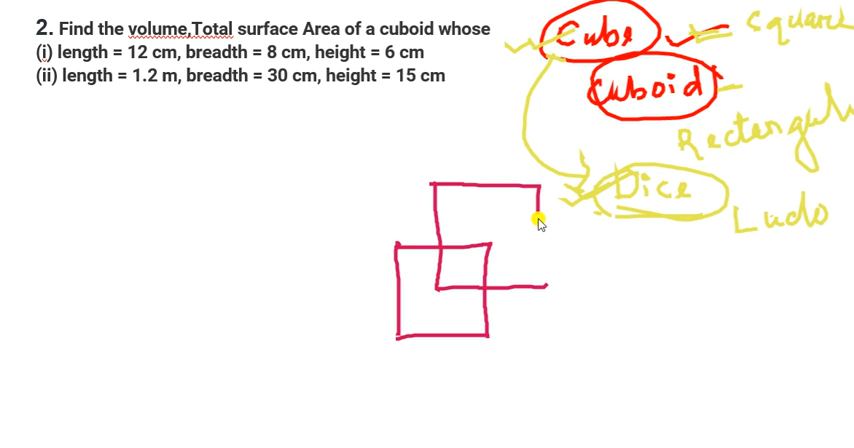 2. Find the volume,Total surface Area of a cuboid whose
(i) length = 12 cm, breadth = 8 cm, height = 6 cm
(ii) length = 1.2 m, breadth = 30 cm, height = 15 cm
Cube
Square
Cuboid
Dice
Ludo